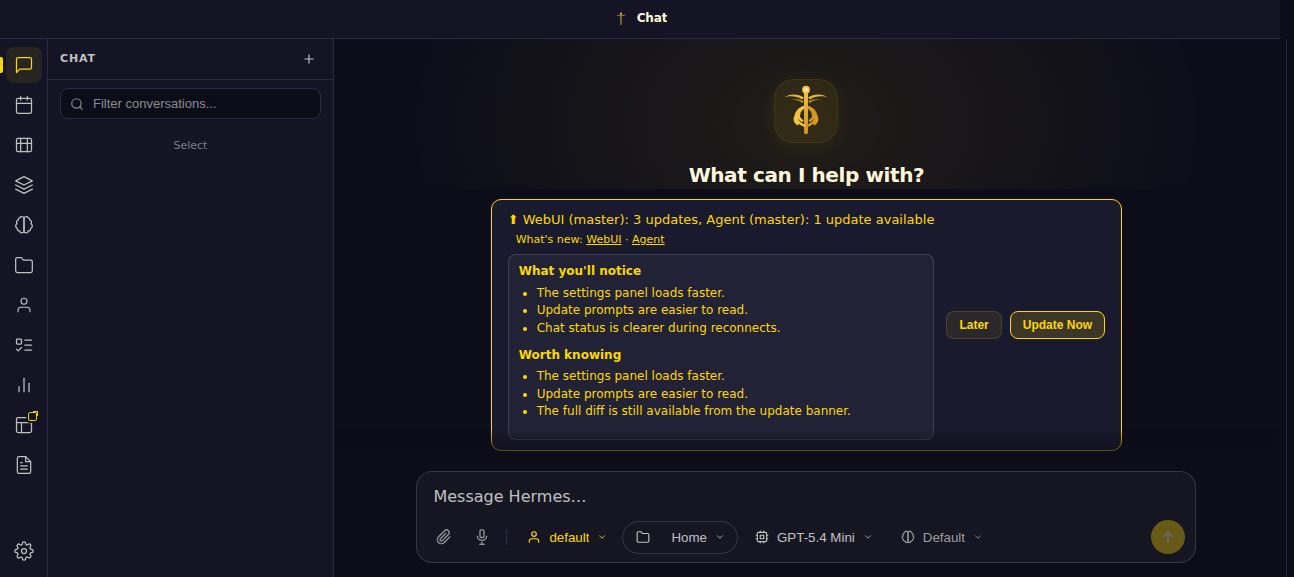 Chat
CHAT
Filter conversations...
Select
What can I help with?
WebUI (master): 3 updates, Agent (master): 1 update available
What's new: WebUI · Agent
What you'll notice
• The settings panel loads faster.
• Update prompts are easier to read.
• Chat status is clearer during reconnects.
Worth knowing
• The settings panel loads faster.
• Update prompts are easier to read.
• The full diff is still available from the update banner.
Later
Update Now
Message Hermes...
default
Home
GPT-5.4 Mini
Default